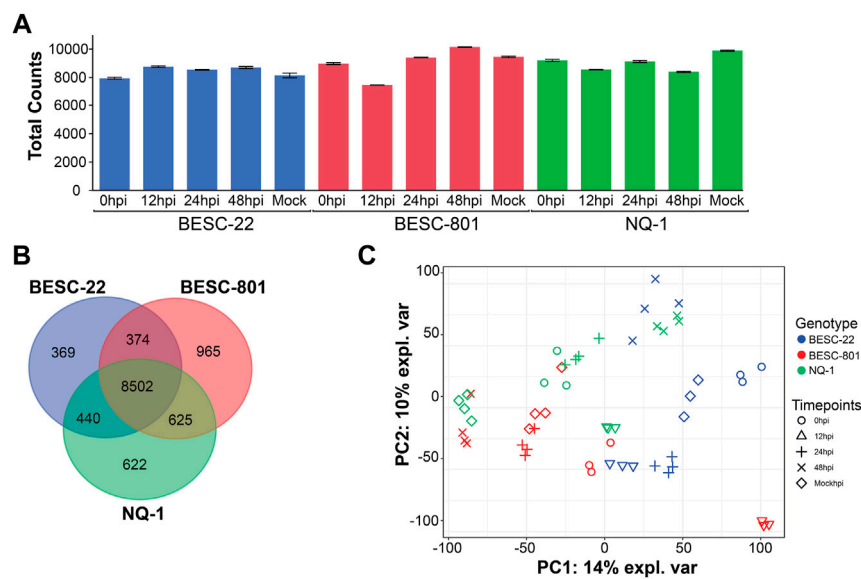 A
Total Counts
10000
8000
6000
4000
2000
0
0hpi 12hpi 24hpi 48hpi Mock 0hpi 12hpi 24hpi 48hpi Mock 0hpi 12hpi 24hpi 48hpi Mock
BESC-22 BESC-801 NQ-1
B
BESC-22 BESC-801
369 374 965
8502
440 625
622
NQ-1
C
PC2: 10% expl. var
100
50
0
-50
-100
-100 -50 0 50 100
PC1: 14% expl. var
Genotype
BESC-22
BESC-801
NQ-1
Timepoints
0hpi
12hpi
24hpi
48hpi
Mockhpi